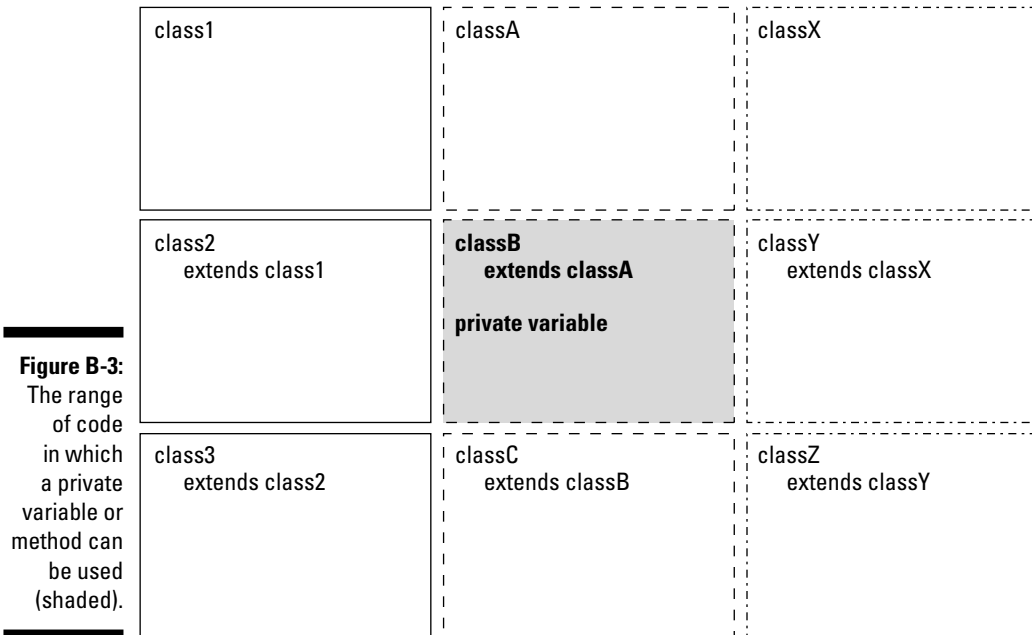 class1
classA
classX
class2
extends class1
classB
extends classA
private variable
classY
extends classX
class3
extends class2
classC
extends classB
classZ
extends classY
Figure B-3:
The range
of code
in which
a private
variable or
method can
be used
(shaded).